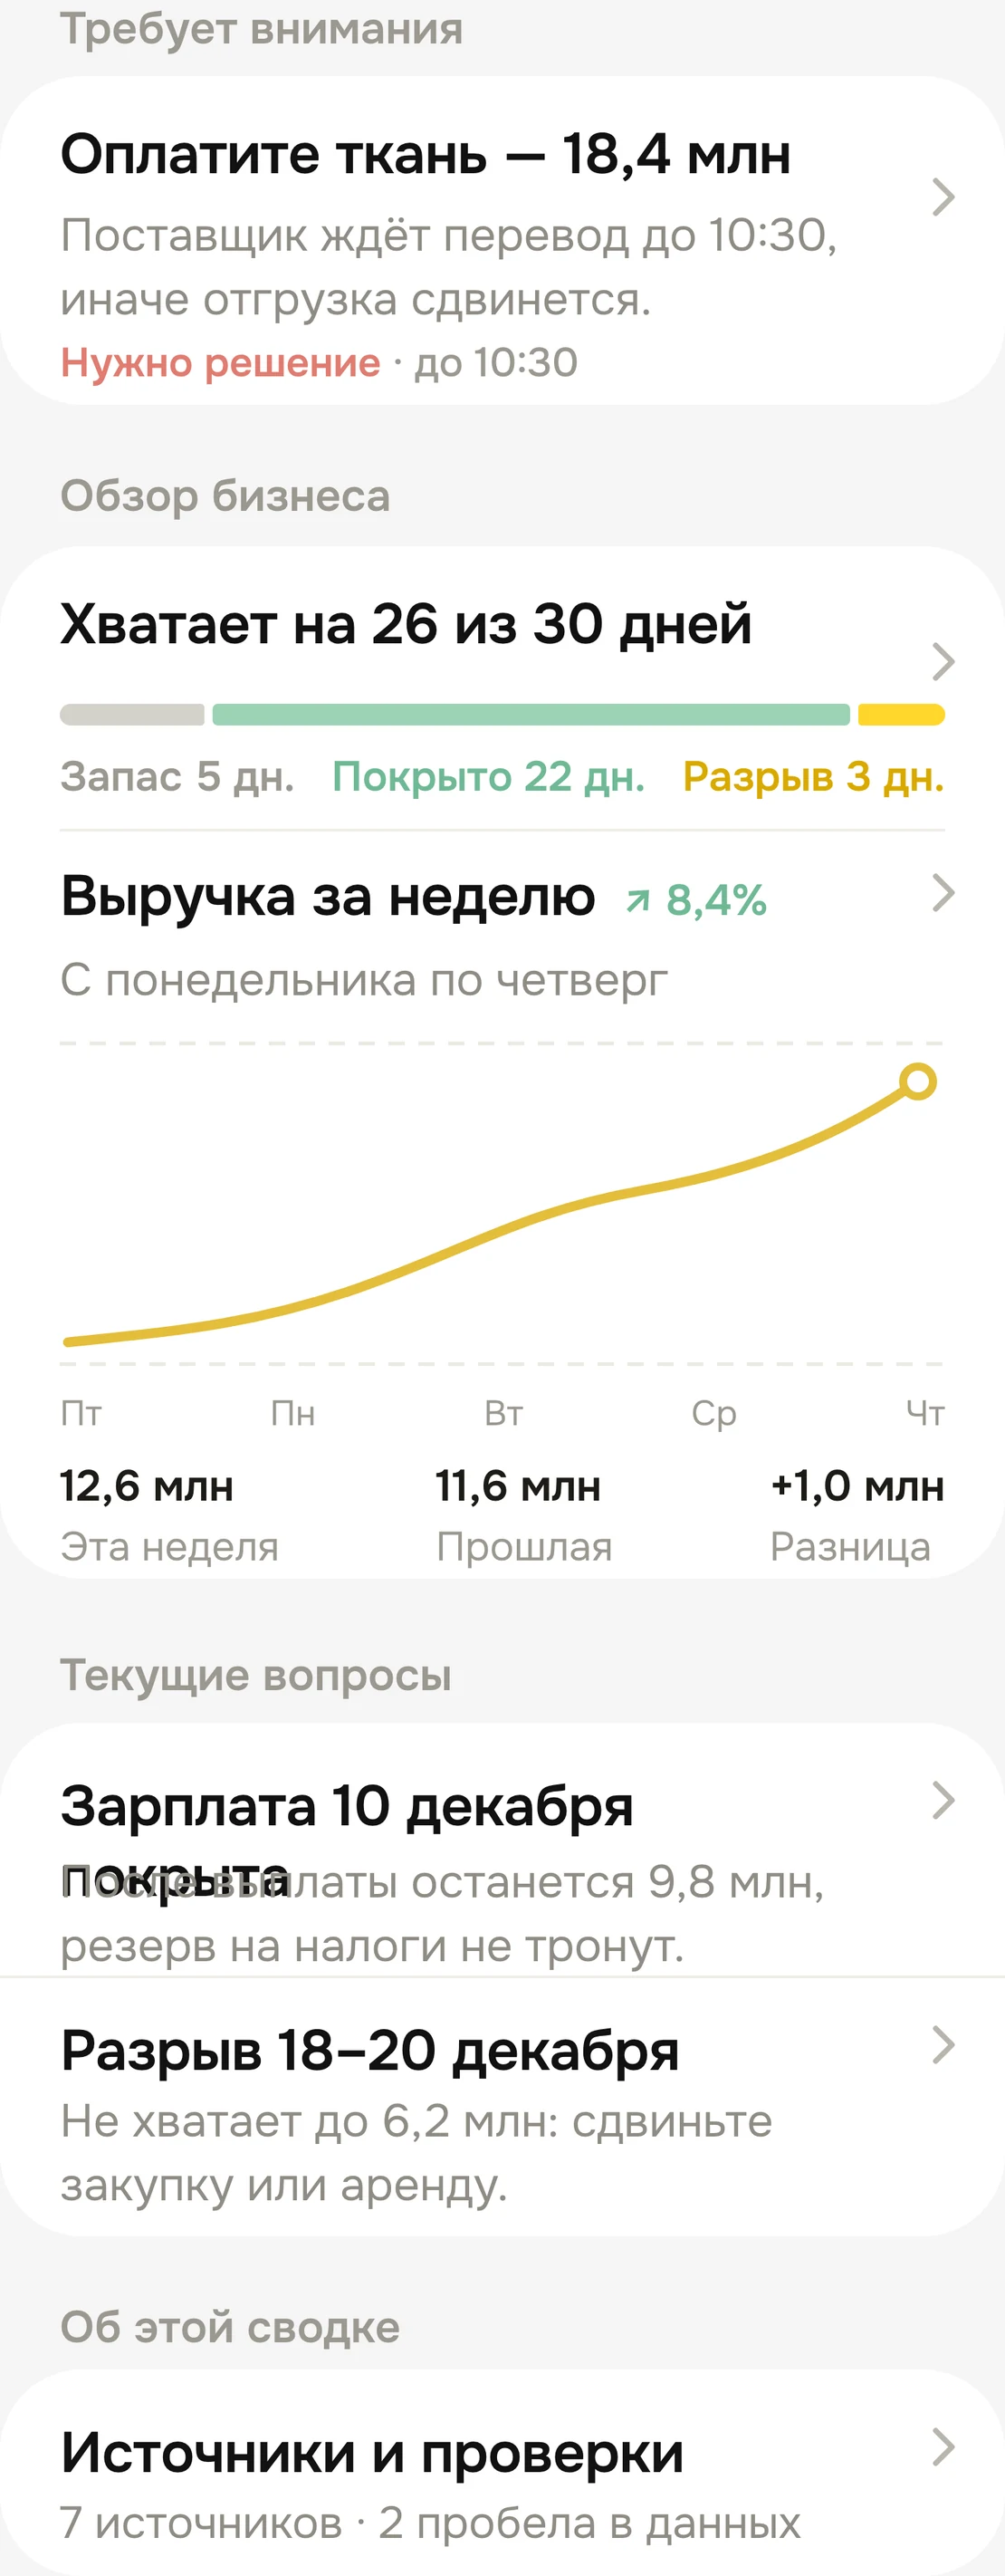 Требует внимания
Оплатите ткань — 18,4 млн
Поставщик ждёт перевод до 10:30,
иначе отгрузка сдвинется.
Нужно решение · до 10:30
Обзор бизнеса
Хватает на 26 из 30 дней
Запас 5 дн. Покрыто 22 дн. Разрыв 3 дн.
Выручка за неделю ↗ 8,4%
С понедельника по четверг
Пт Пн Вт Ср Чт
12,6 млн 11,6 млн +1,0 млн
Эта неделя Прошлая Разница
Текущие вопросы
Зарплата 10 декабря
покрыта
После выплаты останется 9,8 млн,
резерв на налоги не тронут.
Разрыв 18–20 декабря
Не хватает до 6,2 млн: сдвиньте
закупку или аренду.
Об этой сводке
Источники и проверки
7 источников · 2 пробела в данных